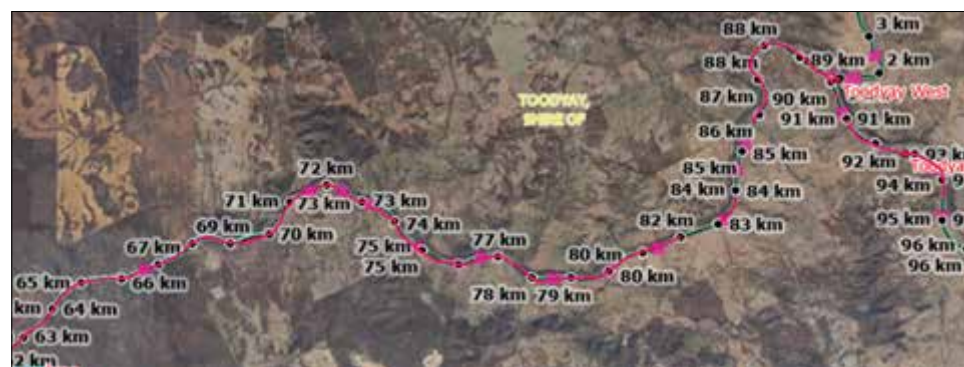 3 km
88 km
89 km
2 km
88 km
Toodyay West
TOODYAY,
SHIRE OF
87 km
90 km
91 km
91 km
86 km
85 km
92 km
72 km
85 km
94 km
71 km
73 km
73 km
84 km
84 km
74 km
82 km
83 km
95 km
69 km
70 km
67 km
75 km
77 km
80 km
96 km
75 km
80 km
96 km
65 km
66 km
78 km
79 km
64 km
km
63 km